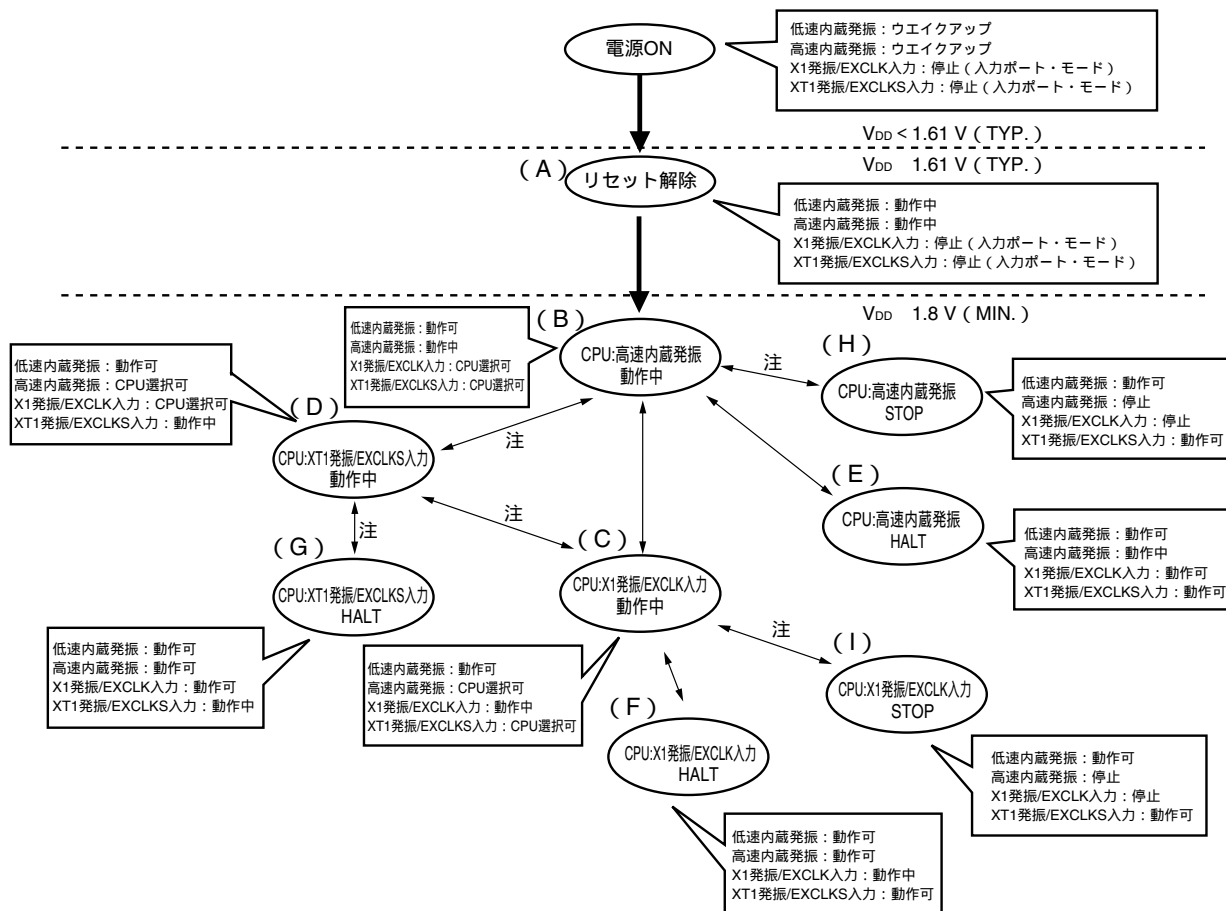 電源ON
低速内蔵発振：ウエイクアップ
高速内蔵発振：ウエイクアップ
X1発振/EXCLK入力：停止（入力ポート・モード）
XT1発振/EXCLKS入力：停止（入力ポート・モード）
VDD < 1.61 V（TYP.）
VDD 1.61 V（TYP.）
（A）
リセット解除
低速内蔵発振：動作中
高速内蔵発振：動作中
X1発振/EXCLK入力：停止（入力ポート・モード）
XT1発振/EXCLKS入力：停止（入力ポート・モード）
VDD 1.8 V（MIN.）
（B）
低速内蔵発振：動作可
高速内蔵発振：動作中
X1発振/EXCLK入力：CPU選択可
XT1発振/EXCLKS入力：CPU選択可
CPU:高速内蔵発振
動作中
注
（H）
CPU:高速内蔵発振
STOP
低速内蔵発振：動作可
高速内蔵発振：停止
X1発振/EXCLK入力：停止
XT1発振/EXCLKS入力：動作可
低速内蔵発振：動作可
高速内蔵発振：CPU選択可
X1発振/EXCLK入力：CPU選択可
XT1発振/EXCLKS入力：動作中
（D）
CPU:XT1発振/EXCLKS入力
動作中
注
（E）
CPU:高速内蔵発振
HALT
低速内蔵発振：動作可
高速内蔵発振：動作中
X1発振/EXCLK入力：動作可
XT1発振/EXCLKS入力：動作可
注
注
（G）
CPU:XT1発振/EXCLKS入力
HALT
低速内蔵発振：動作可
高速内蔵発振：動作可
X1発振/EXCLK入力：動作可
XT1発振/EXCLKS入力：動作中
（C）
CPU:X1発振/EXCLK入力
動作中
低速内蔵発振：動作可
高速内蔵発振：CPU選択可
X1発振/EXCLK入力：動作中
XT1発振/EXCLKS入力：CPU選択可
注
（I）
CPU:X1発振/EXCLK入力
STOP
低速内蔵発振：動作可
高速内蔵発振：停止
X1発振/EXCLK入力：停止
XT1発振/EXCLKS入力：動作可
（F）
CPU:X1発振/EXCLK入力
HALT
低速内蔵発振：動作可
高速内蔵発振：動作可
X1発振/EXCLK入力：動作中
XT1発振/EXCLKS入力：動作可